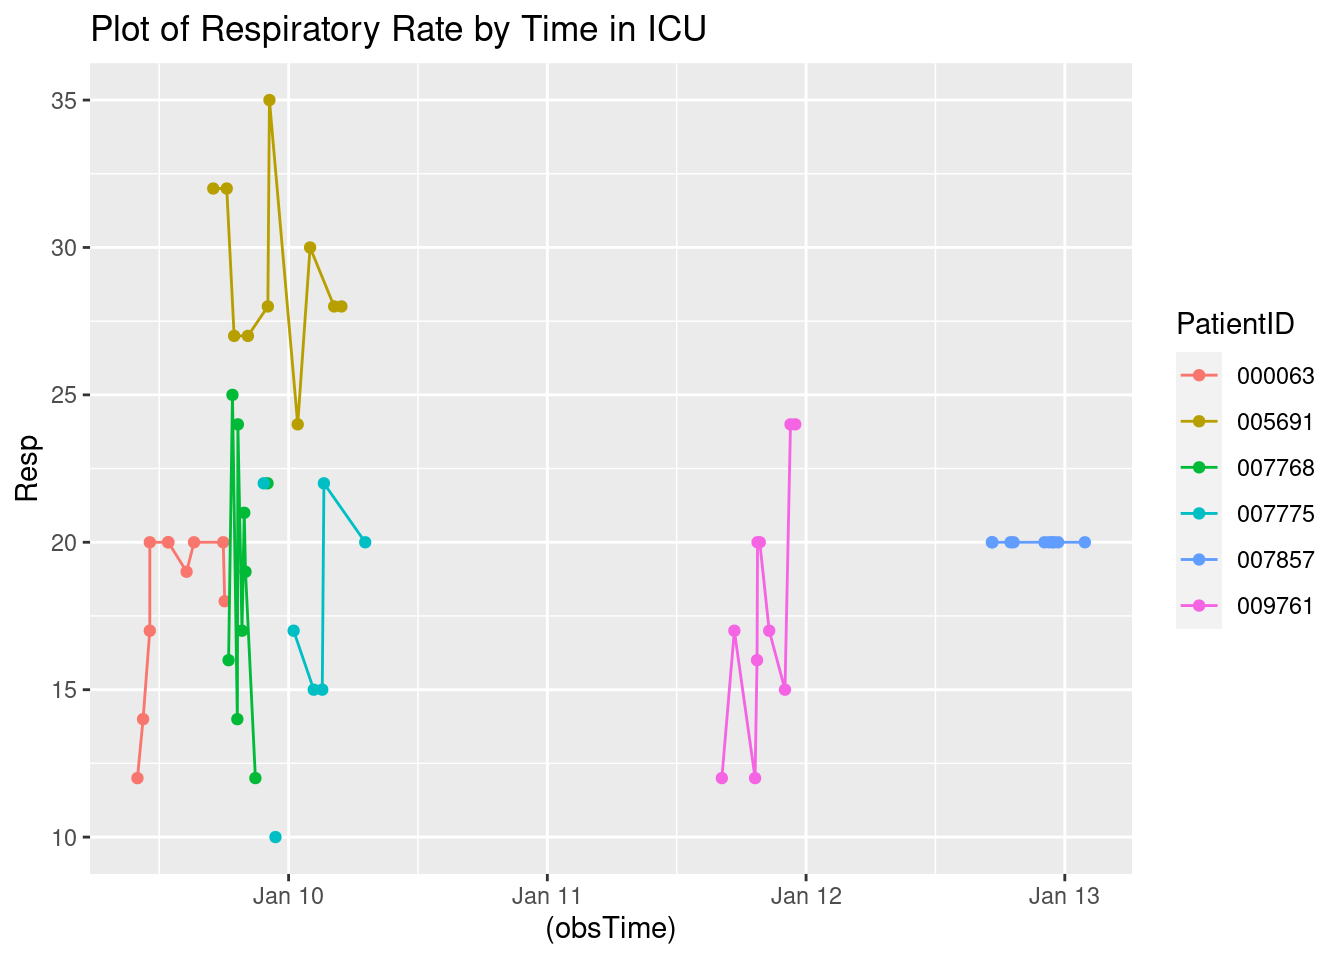 Plot of Respiratory Rate by Time in ICU
35
30
25
20
15
10
Resp
Jan 10
Jan 11
Jan 12
Jan 13
(obsTime)
PatientID
000063
005691
007768
007775
007857
009761